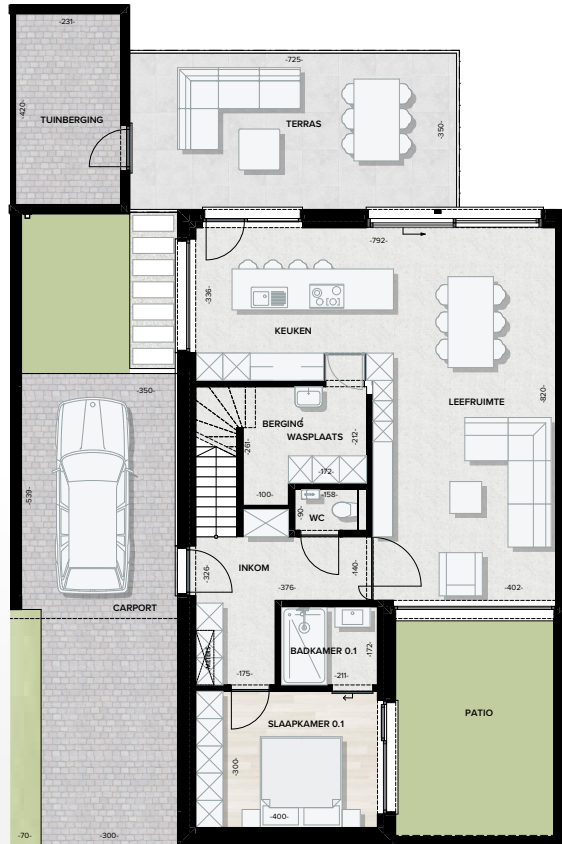 -231-
-420-
TUINBERGING
-725-
TERRAS
-350-
-792-
-336-
KEUKEN
-350-
LEEFRUIMTE
-820-
BERGING
WASPLAATS
-261-
-212-
-172-
-539-
-100-
-158-
-90-
WC
INKOM
-326-
-140-
-376-
-402-
CARPORT
BADKAMER 0.1
-172-
-175-
-211-
PATIO
SLAAPKAMER 0.1
-300-
-400-
-70-
-300-